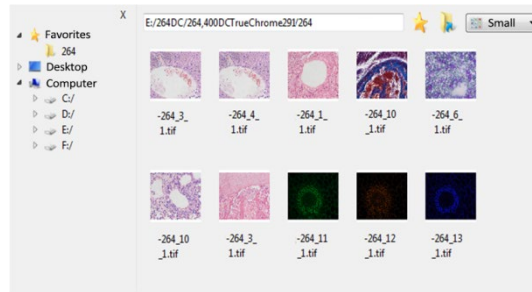 X
E:/264DC/264,400DCTrueChrome291/264
Small
Favorites
264
Desktop
Computer
C:/
D:/
E:/
F:/
-264_3_
1.tif
-264_4_
1.tif
-264_1_
1.tif
-264_10
_1.tif
-264_6_
1.tif
-264_10
_1.tif
-264_3_
1.tif
-264_11
_1.tif
-264_12
_1.tif
-264_13
_1.tif